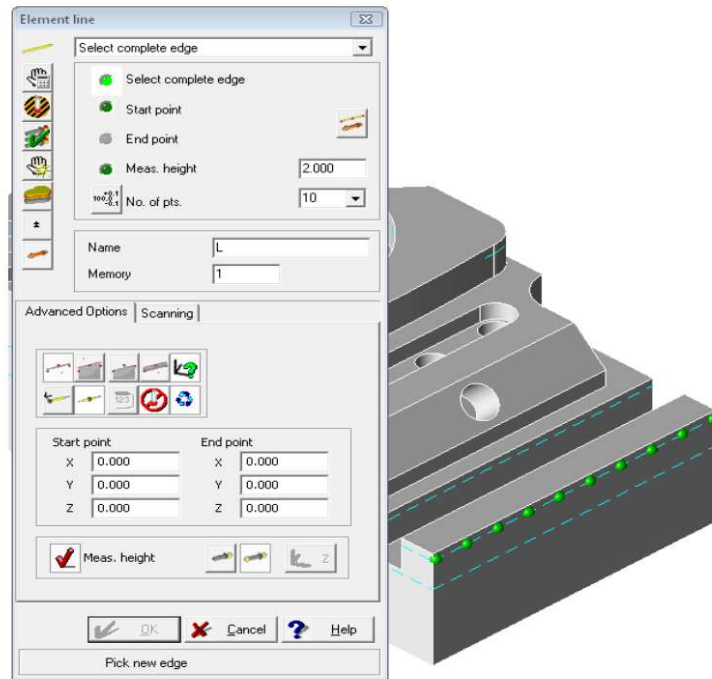 Element line
Select complete edge
Select complete edge
Start point
End point
Meas. height 2.000
No. of pts. 10
Name L
Memory 1
Advanced Options Scanning
123
Start point End point
X 0.000 X 0.000
Y 0.000 Y 0.000
Z 0.000 Z 0.000
Meas. height Z
OK Cancel ? Help
Pick new edge